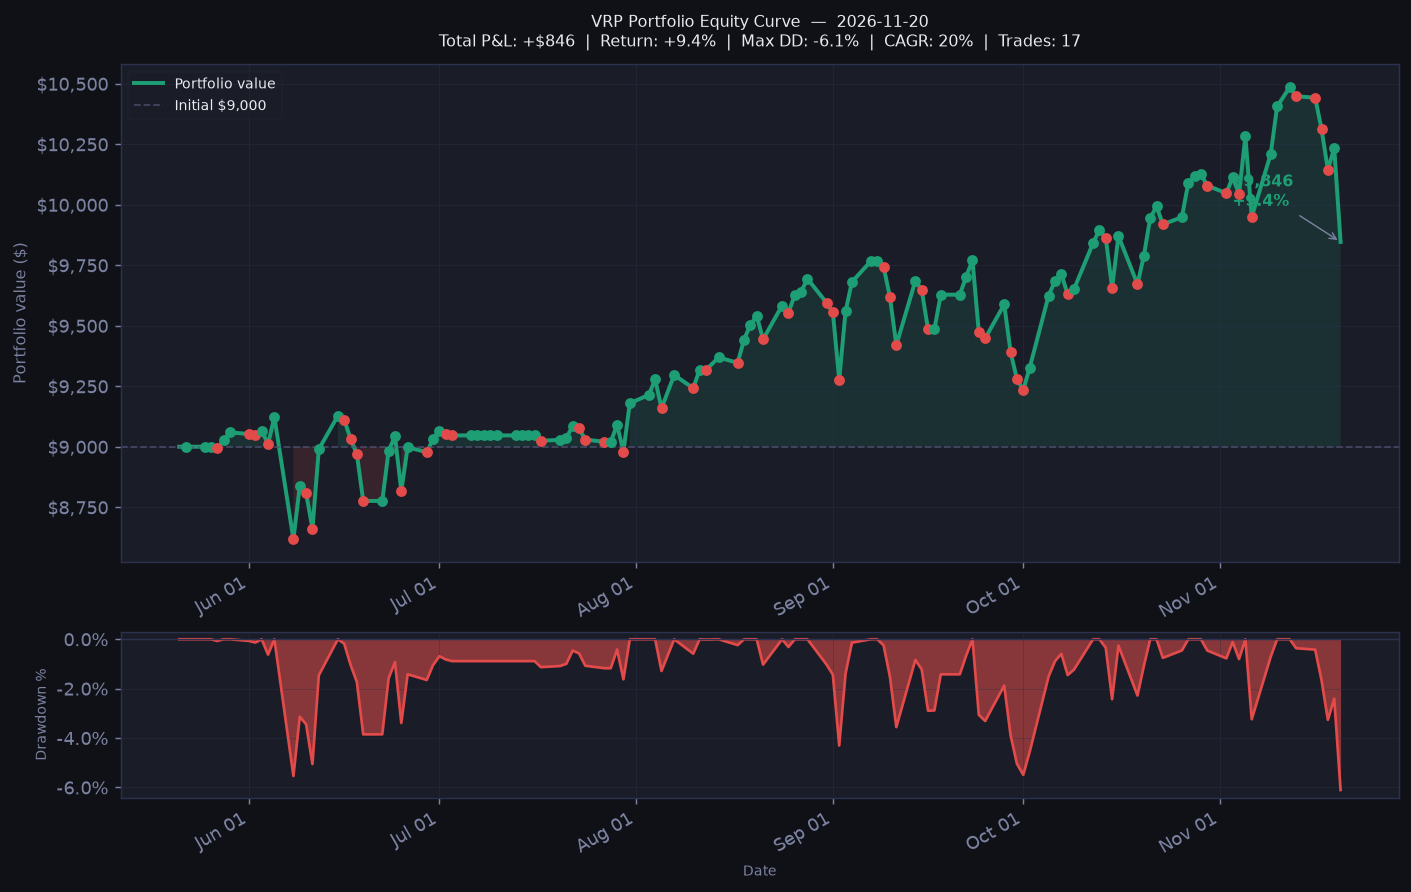 VRP Portfolio Equity Curve — 2026-11-20
Total P&L: +$846 | Return: +9.4% | Max DD: -6.1% | CAGR: 20% | Trades: 17
Portfolio value
Initial $9,000
Portfolio value ($)
$10,500
$10,250
$10,000
$9,750
$9,500
$9,250
$9,000
$8,750
$9,846
+9.4%
Jun 01
Jul 01
Aug 01
Sep 01
Oct 01
Nov 01
Drawdown %
0.0%
-2.0%
-4.0%
-6.0%
Jun 01
Jul 01
Aug 01
Sep 01
Oct 01
Nov 01
Date